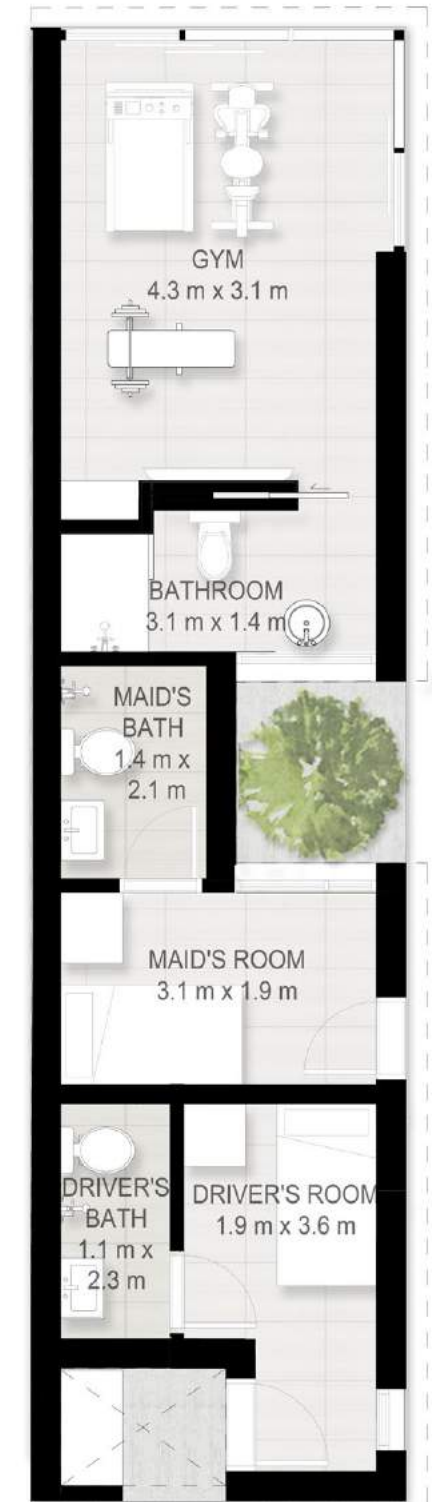 GYM
4.3 m x 3.1 m
BATHROOM
3.1 m x 1.4 m
MAID'S
BATH
1.4 m x
2.1 m
MAID'S ROOM
3.1 m x 1.9 m
DRIVER'S
BATH
1.1 m x
2.3 m
DRIVER'S ROOM
1.9 m x 3.6 m